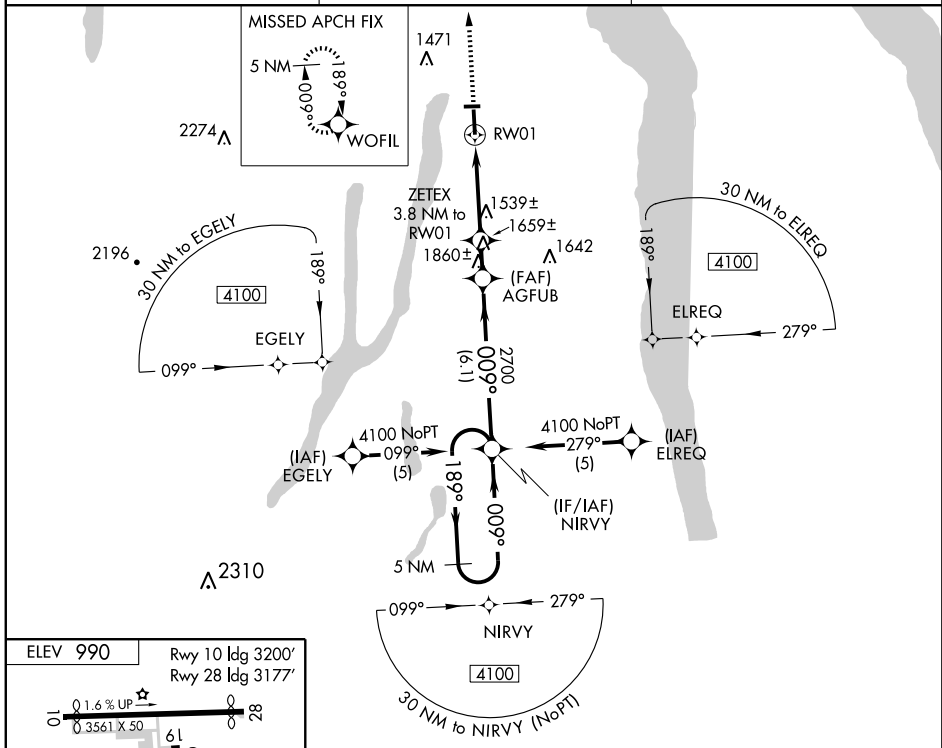 MISSED APCH FIX
5 NM
189°
009°
WOFIL
1471
2274
RW01
ZETEX
3.8 NM to
RW01
1539±
1659±
1860±
1642
(FAF)
AGFUB
2196
30 NM to EGELY
189°
4100
EGELY
099°
30 NM to ELREQ
189°
4100
ELREQ
279°
2700
009°
(6.1)
4100 NoPT
099°
(5)
(IAF)
EGELY
4100 NoPT
279°
(5)
(IAF)
ELREQ
(IF/IAF)
NIRVY
189°
009°
5 NM
2310
099°
279°
NIRVY
4100
30 NM to NIRVY (NoPT)
ELEV 990
Rwy 10 ldg 3200'
Rwy 28 ldg 3177'
1.6 % UP
10
28
3561 X 50
19